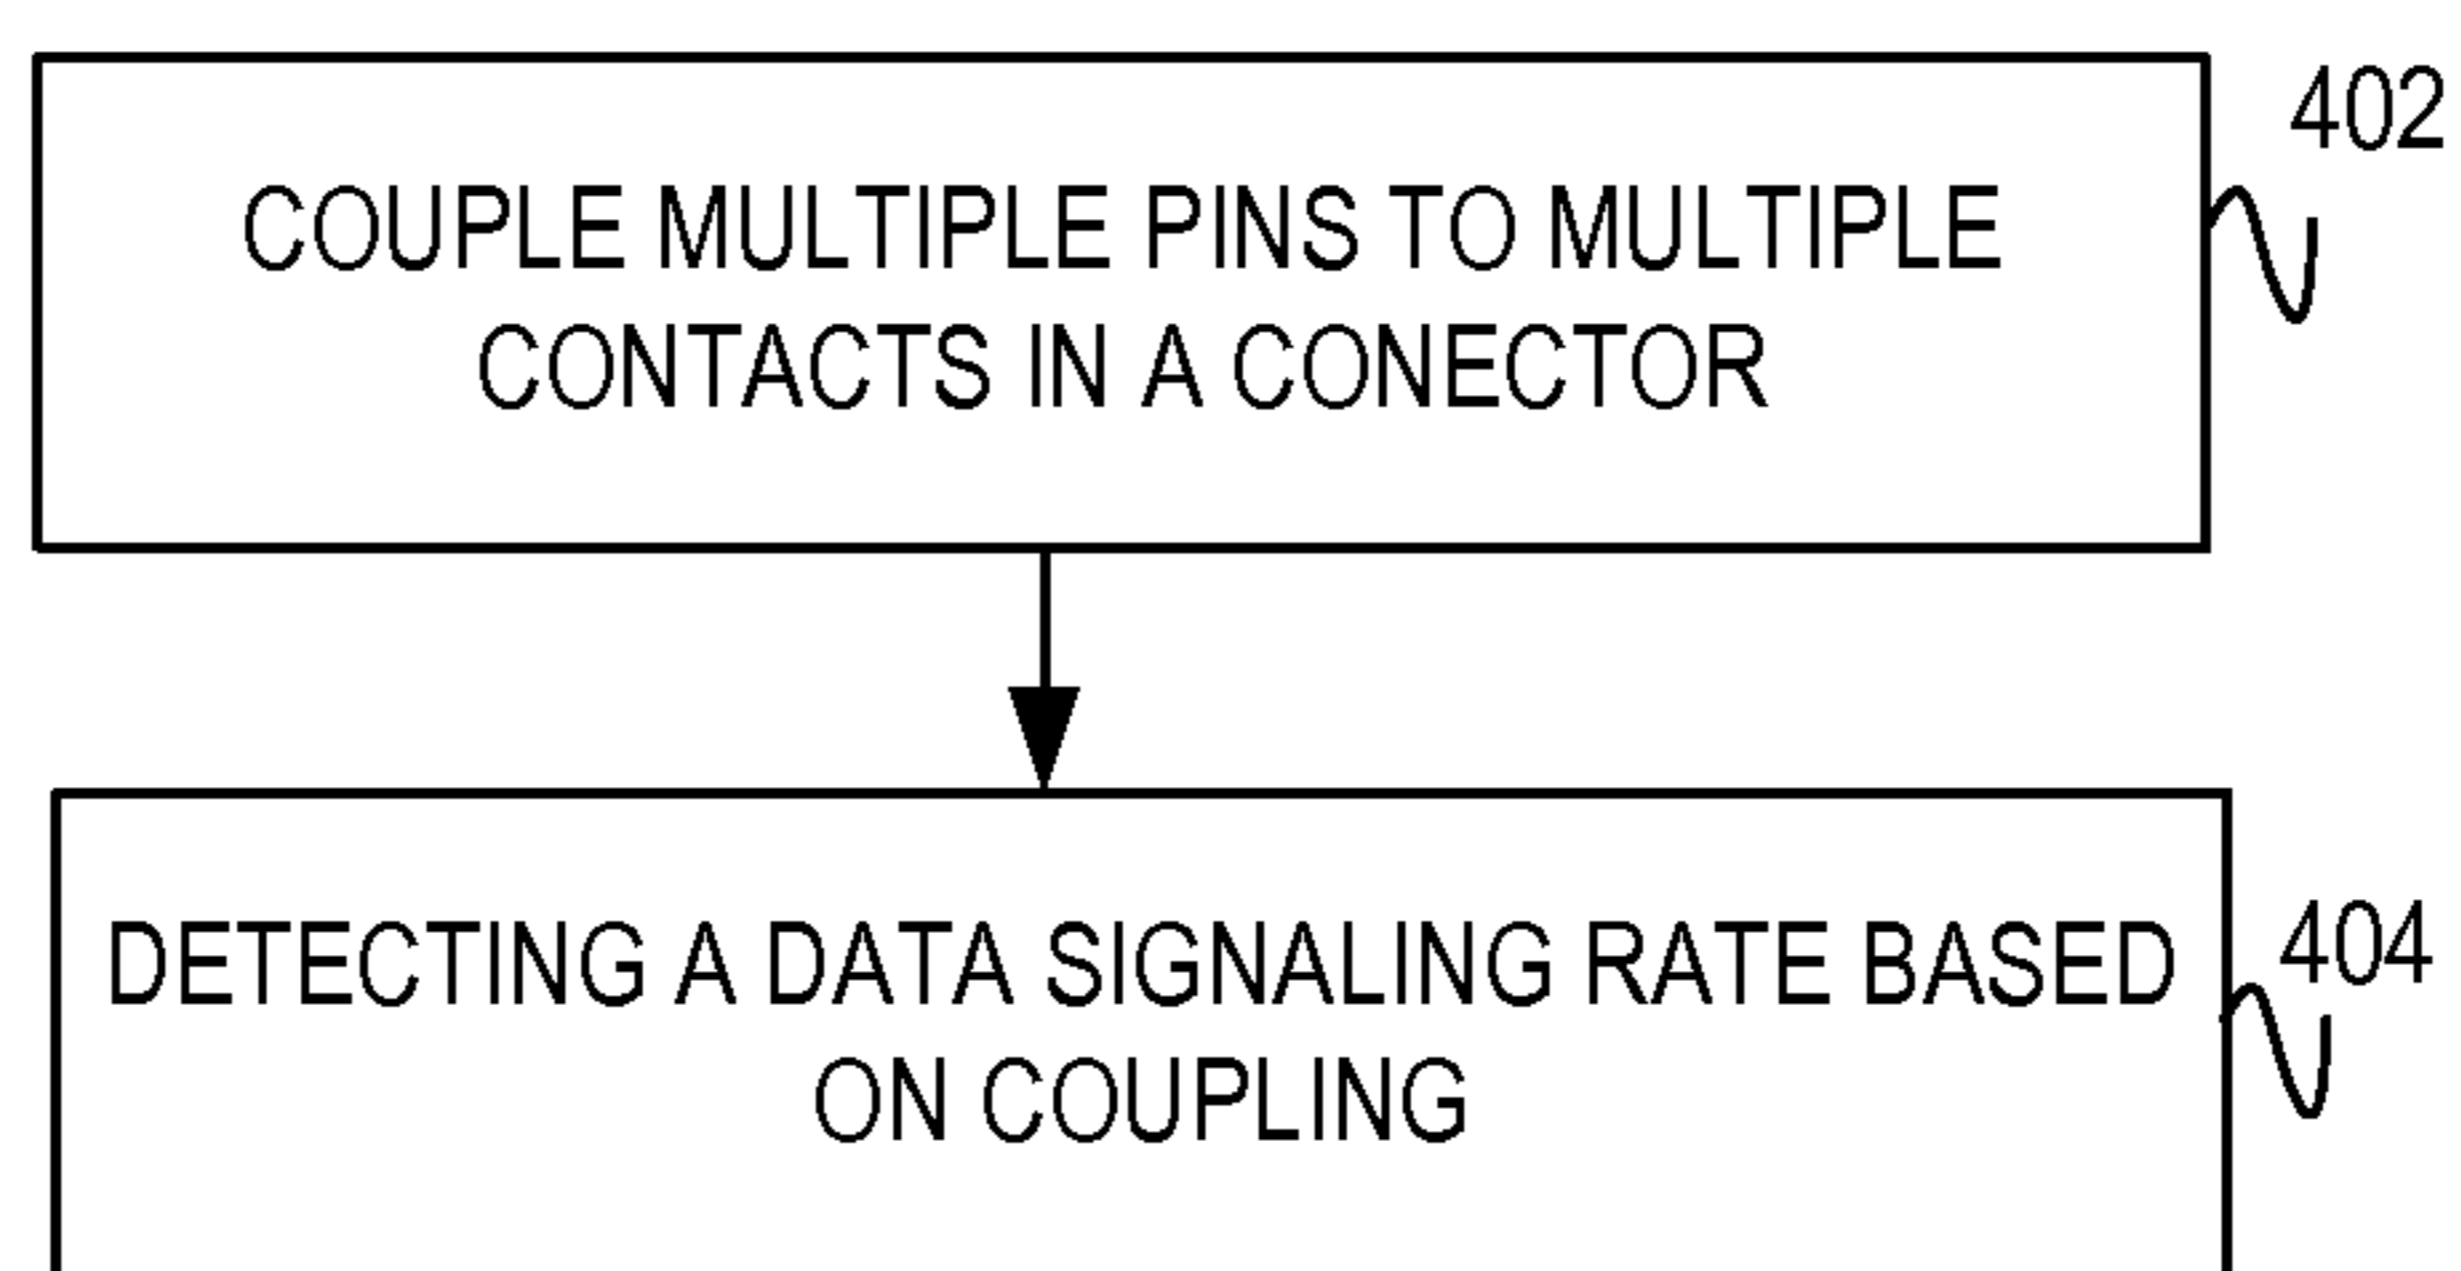 402
COUPLE MULTIPLE PINS TO MULTIPLE
CONTACTS IN A CONECTOR
404
DETECTING A DATA SIGNALING RATE BASED
ON COUPLING